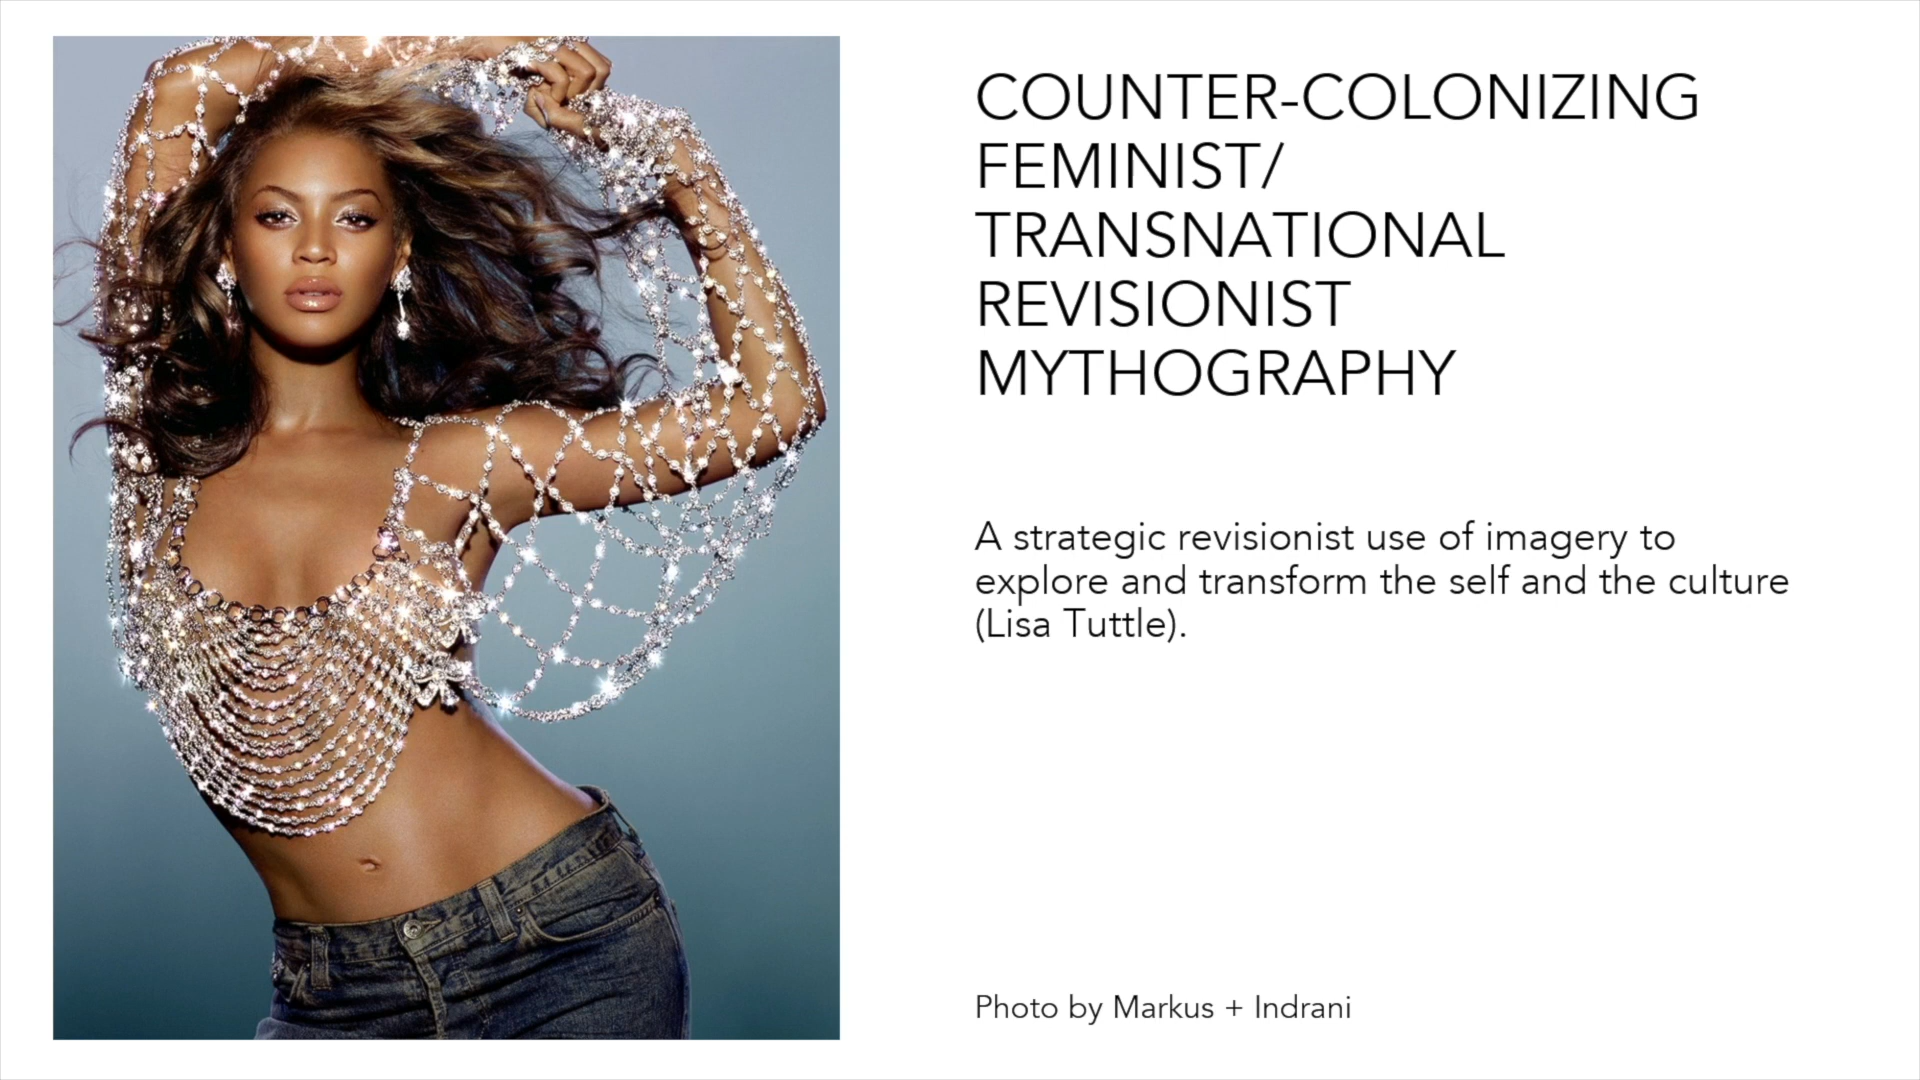 COUNTER-COLONIZING
FEMINIST/
TRANSNATIONAL
REVISIONIST
MYTHOGRAPHY
A strategic revisionist use of imagery to
explore and transform the self and the culture
(Lisa Tuttle).
Photo by Markus + Indrani